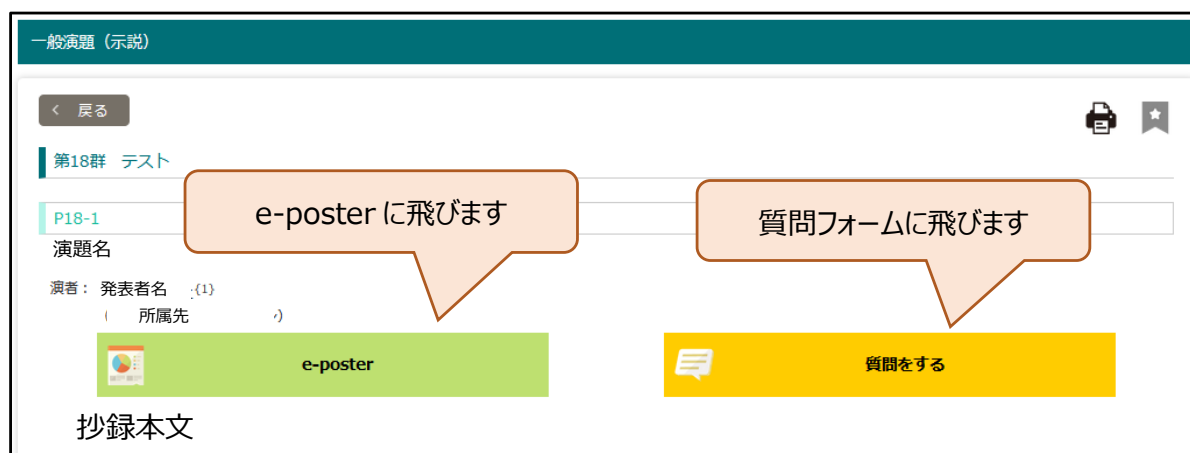 一般演題（示説）
< 戻る
第18群 テスト
e-poster に飛びます
質問フォームに飛びます
P18-1
演題名
演者： 発表者名 :{1}
( 所属先 )
e-poster
質問をする
抄録本文